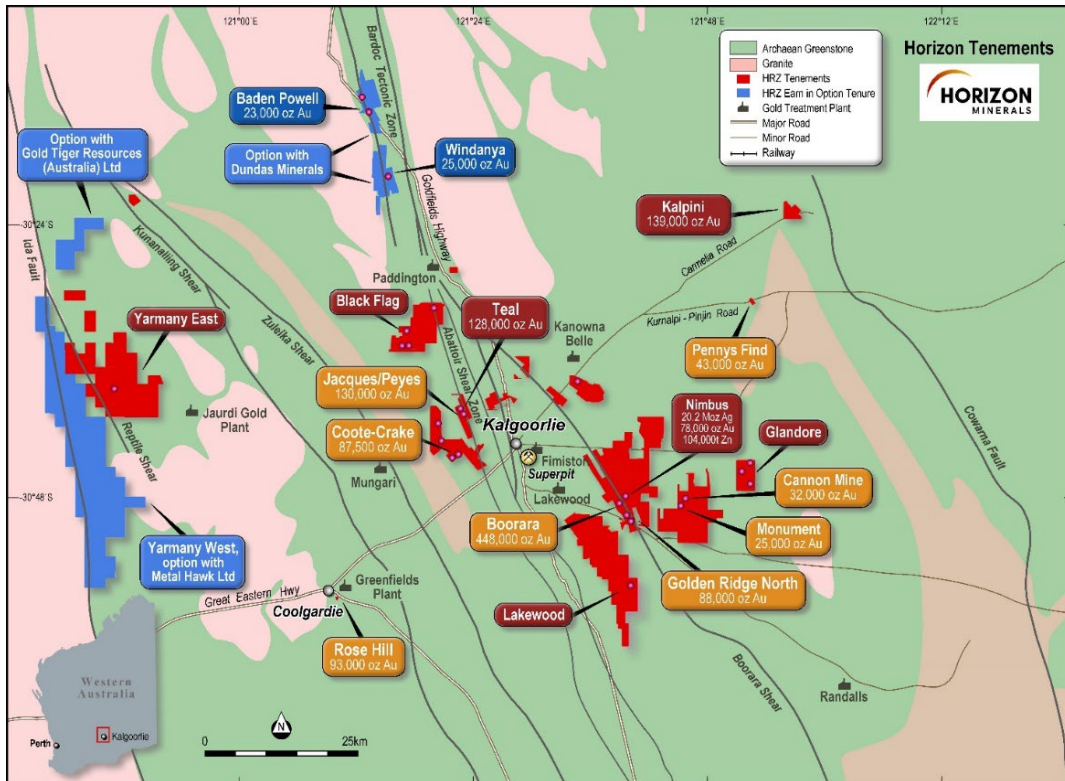 121°00'
121°24'
121°48'
122°12'
Horizon Tenements
HORIZON
MINERALS
Archaean Greenstone
Granite
HRZ Tenements
HRZ Earn in Option Tenure
Gold Treatment Plant
Major Road
Minor Road
Railway
Bardoc Tectonic Zone
Baden Powell
23,000 oz Au
Option with
Gold Tiger Resources
(Australia) Ltd
Option with
Dundas Minerals
Windanya
25,000 oz Au
Goldfields Highway
Kalpini
139,000 oz Au
-30°24'S
Ida Fault
Kunanalling Shear
Carmelia Road
Paddington
Black Flag
Teal
128,000 oz Au
Kanowna
Belle
Kurnalpi - Pinjin Road
Yarmany East
Zuleika Shear
Abattoir Shear Zone
Pennys Find
43,000 oz Au
Jacques/Peyes
130,000 oz Au
Nimbus
20.2 Moz Ag
78,000 oz Au
104,000t Zn
Cowarna Fault
Jaurdi Gold
Plant
Reptile Shear
Coote-Crake
87,500 oz Au
Kalgoorlie
Glandore
Fimiston
Superpit
Mungari
Lakewood
Cannon Mine
32,000 oz Au
-30°48'S
Boorara
448,000 oz Au
Monument
25,000 oz Au
Yarmany West,
option with
Metal Hawk Ltd
Golden Ridge North
88,000 oz Au
Greenfields
Plant
Great Eastern Hwy
Coolgardie
Lakewood
Rose Hill
93,000 oz Au
Boorara Shear
Randalls
Western
Australia
Kalgoorlie
Perth
N
0
25km